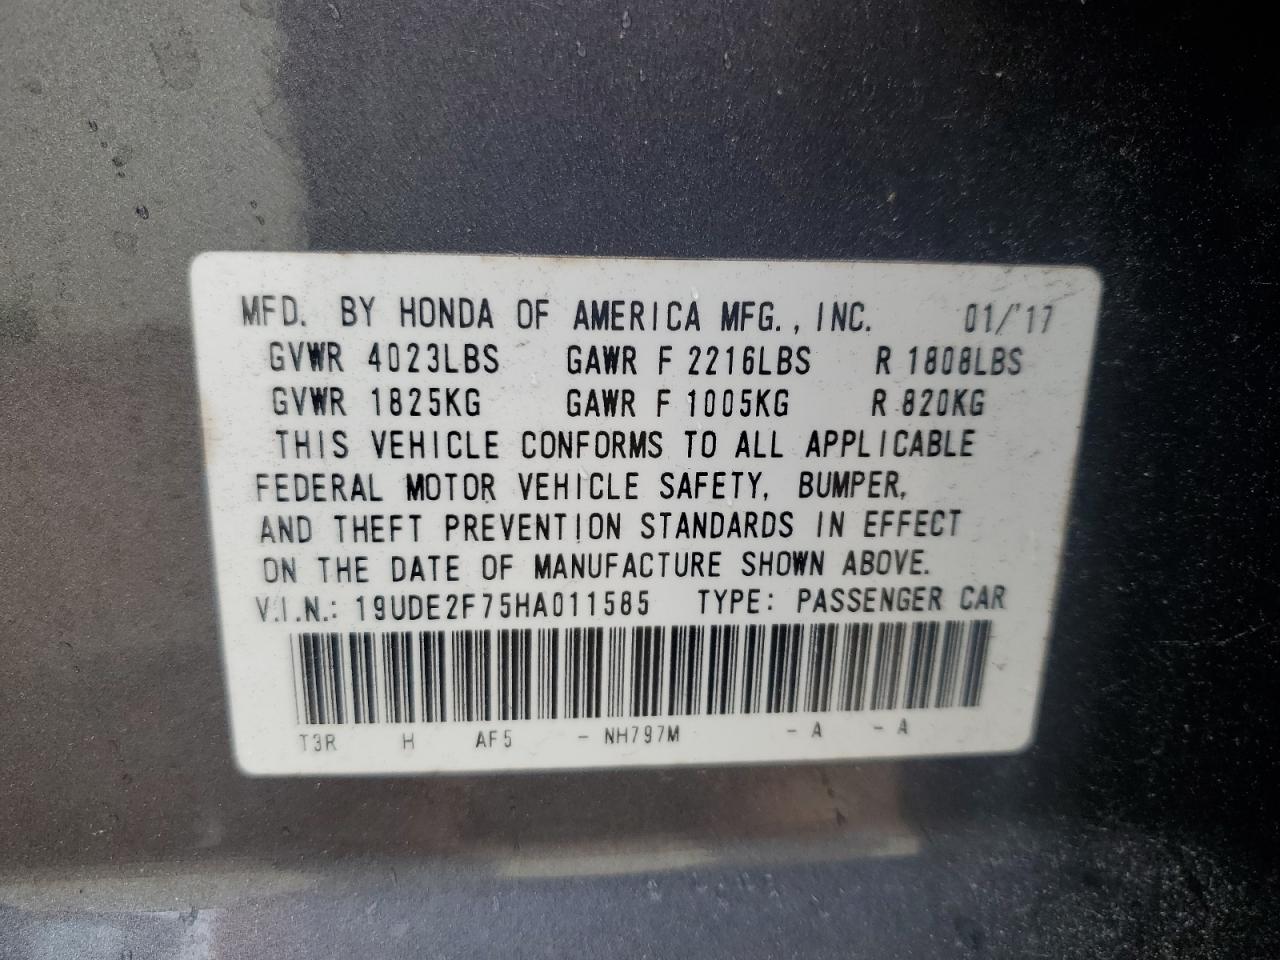 MFD. BY HONDA OF AMERICA MFG., INC. 01/'17
GVWR 4023LBS GAWR F 2216LBS R 1808LBS
GVWR 1825KG GAWR F 1005KG R 820KG
THIS VEHICLE CONFORMS TO ALL APPLICABLE
FEDERAL MOTOR VEHICLE SAFETY, BUMPER,
AND THEFT PREVENTION STANDARDS IN EFFECT
ON THE DATE OF MANUFACTURE SHOWN ABOVE.
V.I.N.: 19UDE2F75HA011585 TYPE: PASSENGER CAR
T3R H AF5 - NH797M - A - A